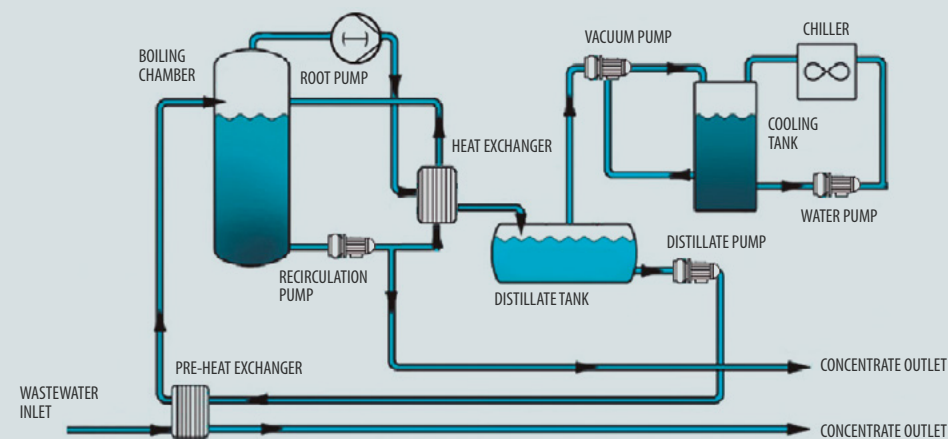 BOILING
CHAMBER
ROOT PUMP
VACUUM PUMP
CHILLER
HEAT EXCHANGER
COOLING
TANK
WATER PUMP
RECIRCULATION
PUMP
DISTILLATE TANK
DISTILLATE PUMP
PRE-HEAT EXCHANGER
CONCENTRATE OUTLET
WASTEWATER
INLET
CONCENTRATE OUTLET